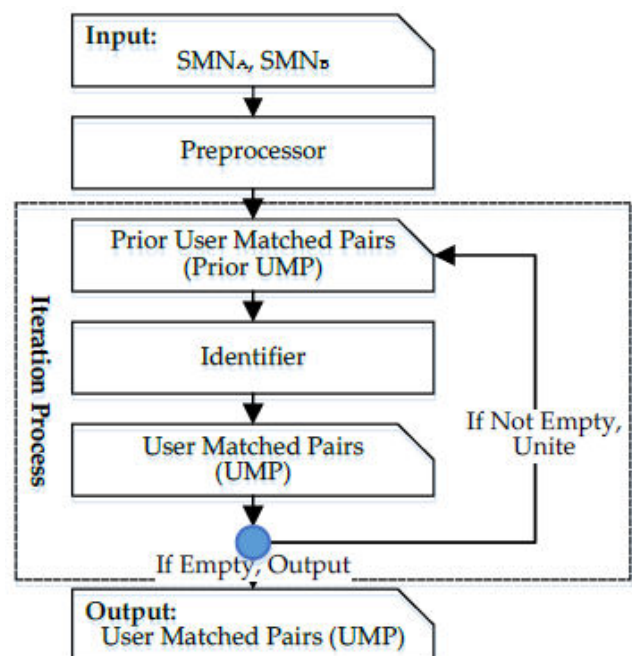 Input:
SMNA, SMNB
Preprocessor
Prior User Matched Pairs
(Prior UMP)
Iteration Process
Identifier
If Not Empty,
Unite
User Matched Pairs
(UMP)
If Empty, Output
Output:
User Matched Pairs (UMP)